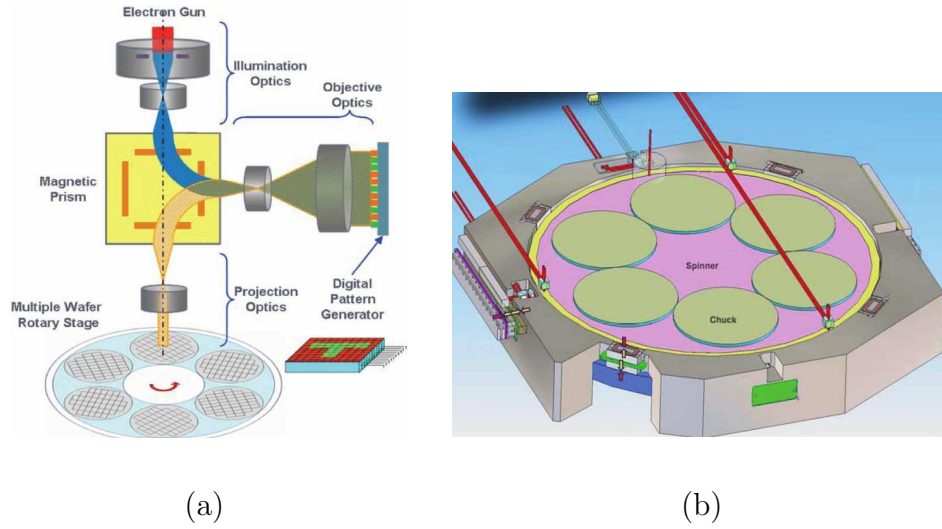 Electron Gun
Illumination
Optics
Objective
Optics
Magnetic
Prism
Projection
Optics
Digital
Pattern
Generator
Multiple Wafer
Rotary Stage
Spinner
Chuck
(a)
(b)